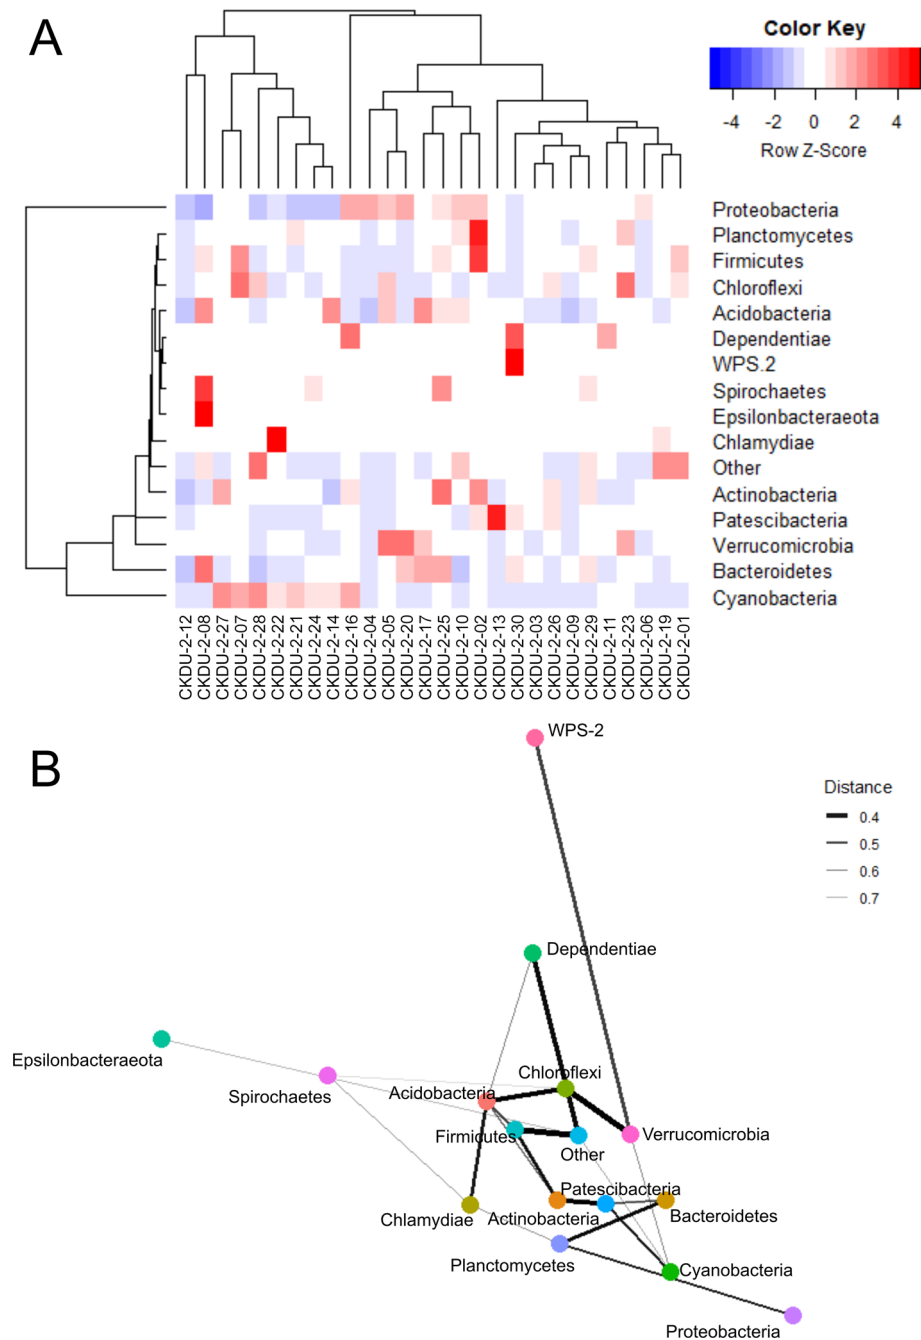 A
Color Key
-4 -2 0 2 4
Row Z-Score
Proteobacteria
Planctomycetes
Firmicutes
Chloroflexi
Acidobacteria
Dependentiae
WPS.2
Spirochaetes
Epsilonbacteraeota
Chlamydiae
Other
Actinobacteria
Patescibacteria
Verrucomicrobia
Bacteroidetes
Cyanobacteria
CKDU-2-12
CKDU-2-08
CKDU-2-27
CKDU-2-07
CKDU-2-28
CKDU-2-22
CKDU-2-21
CKDU-2-24
CKDU-2-14
CKDU-2-16
CKDU-2-04
CKDU-2-05
CKDU-2-20
CKDU-2-17
CKDU-2-25
CKDU-2-10
CKDU-2-02
CKDU-2-13
CKDU-2-30
CKDU-2-03
CKDU-2-26
CKDU-2-09
CKDU-2-29
CKDU-2-11
CKDU-2-23
CKDU-2-06
CKDU-2-19
CKDU-2-01
B
WPS-2
Distance
0.4
0.5
0.6
0.7
Dependentiae
Epsilonbacteraeota
Chloroflexi
Spirochaetes
Acidobacteria
Firmicutes
Verrucomicrobia
Other
Patescibacteria
Chlamydiae
Actinobacteria
Bacteroidetes
Planctomycetes
Cyanobacteria
Proteobacteria